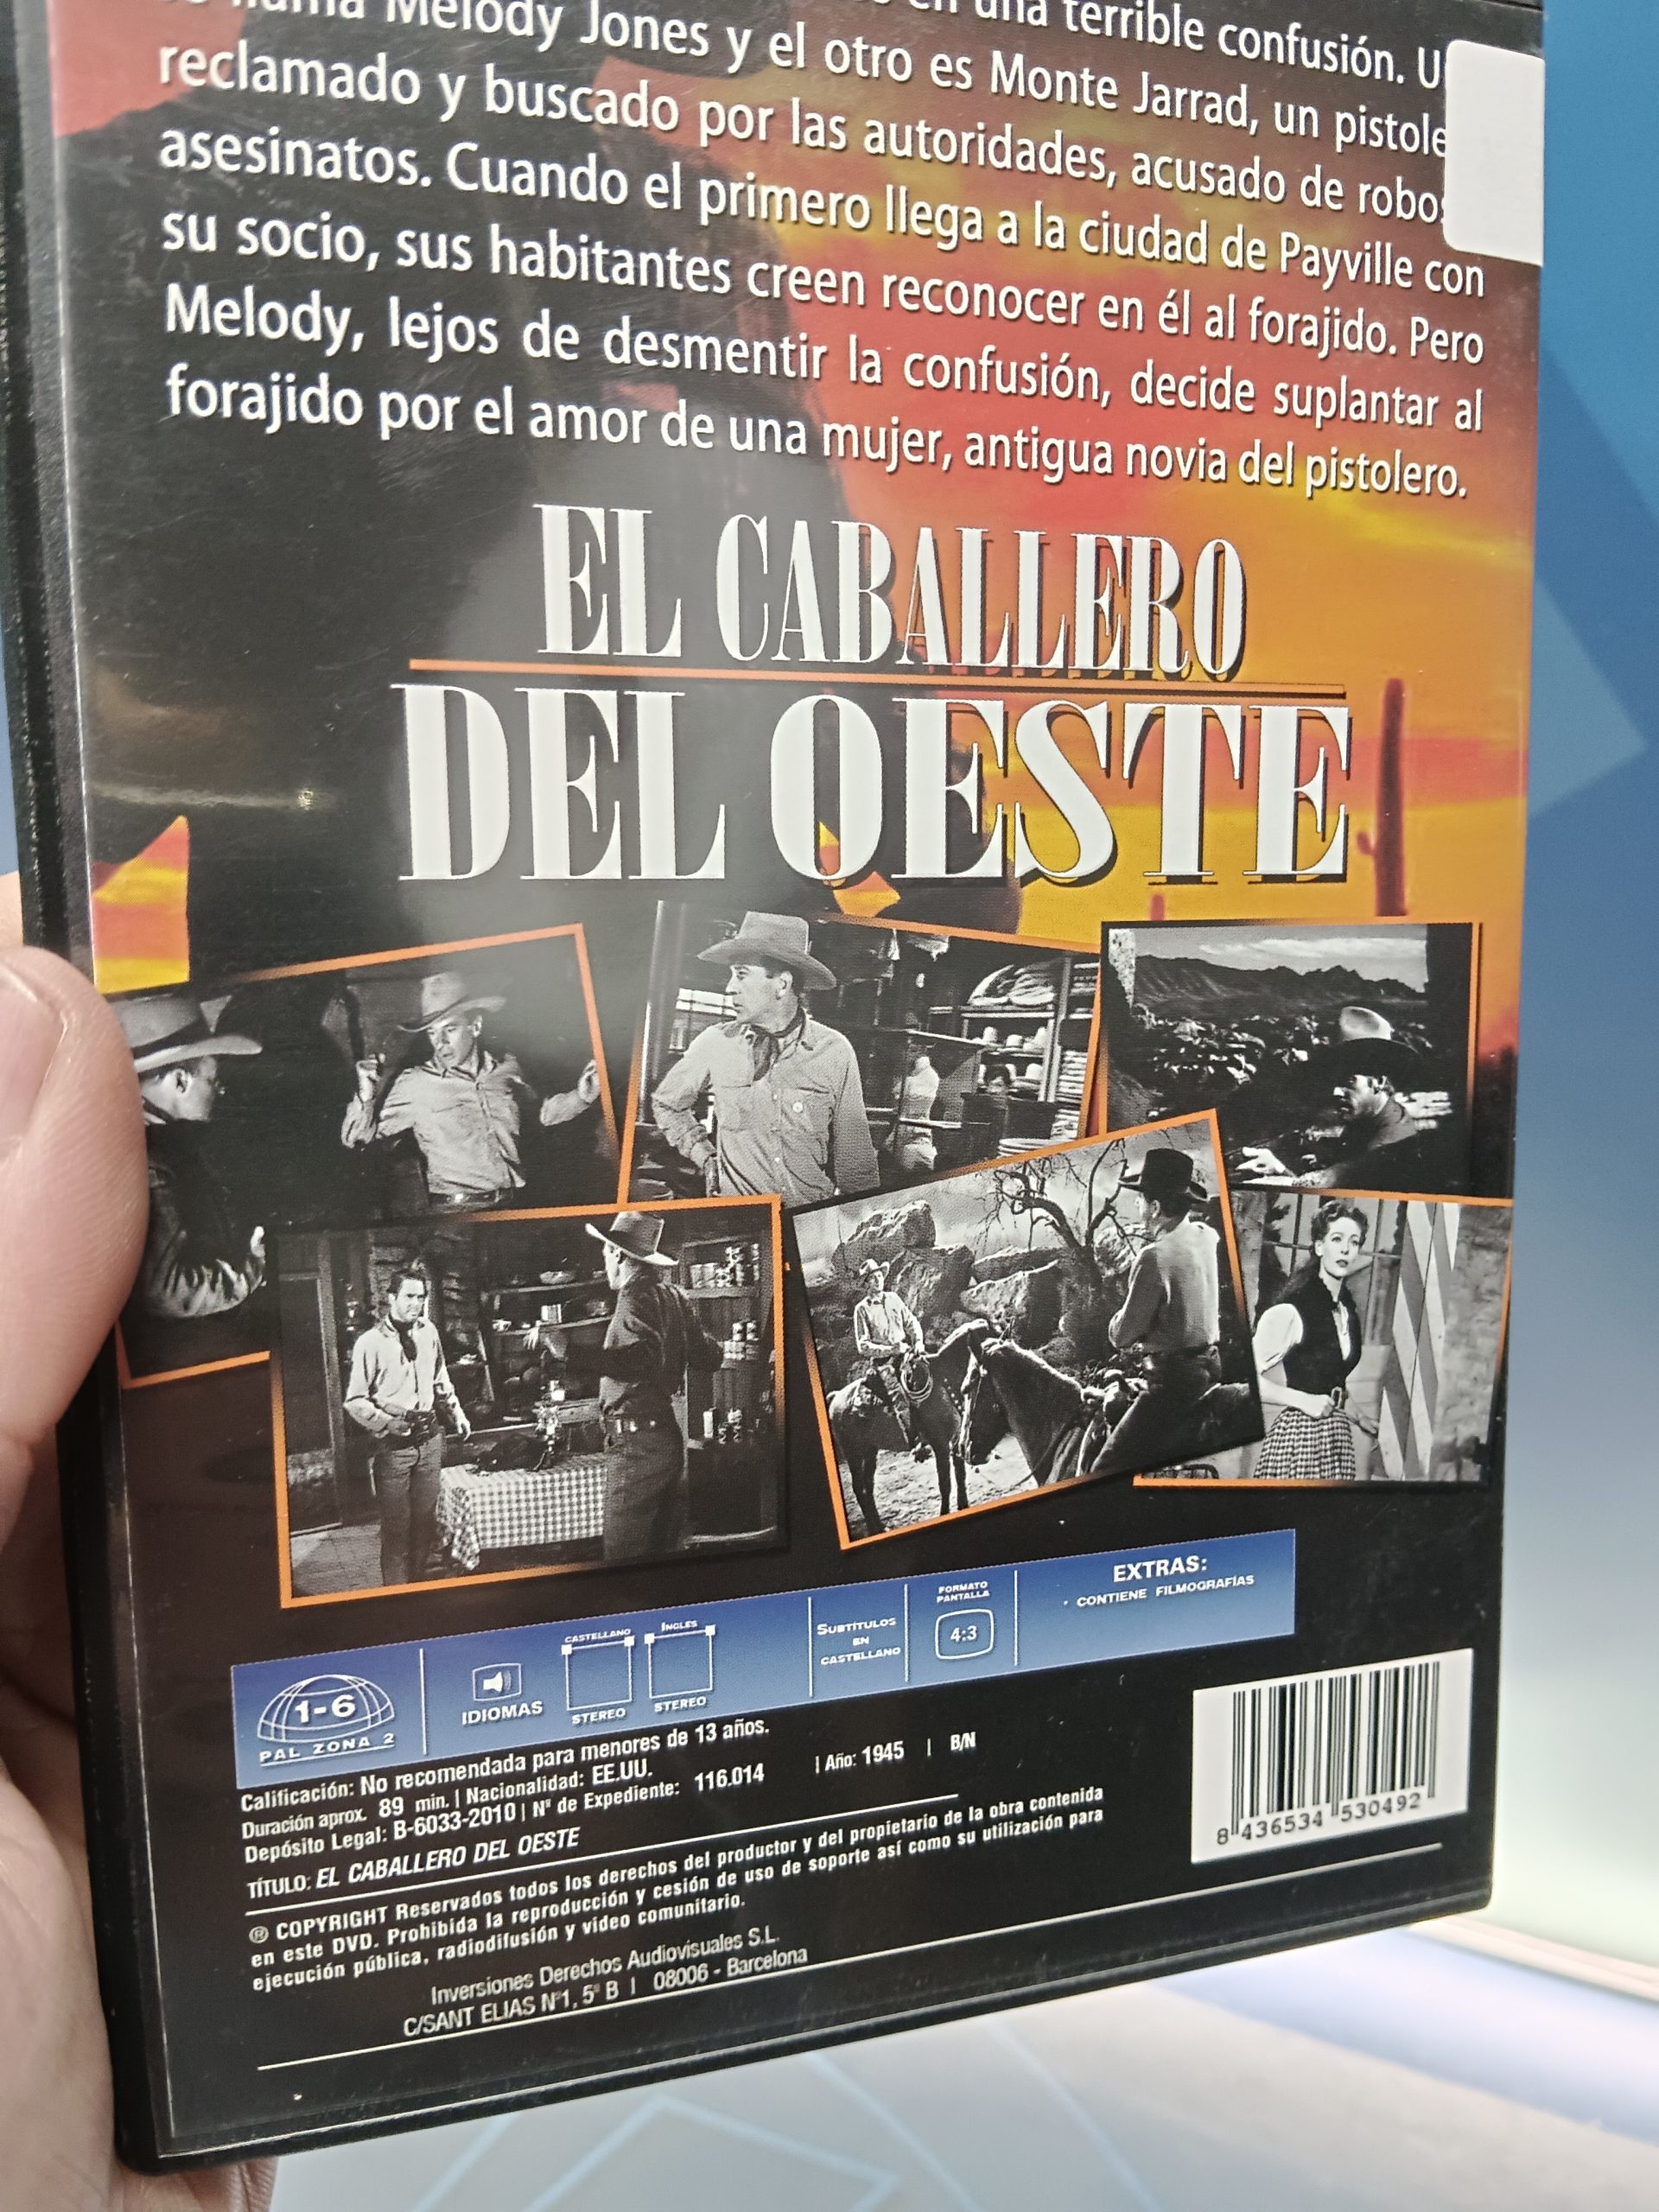 Melody Jones y el otro es Monte Jarrad, un
una terrible confusión.
reclamado y buscado por las autoridades, acusado de
asesinatos. Cuando el primero llega a la ciudad de Payville con
su socio, sus habitantes creen reconocer en él al forajido. Pero
Melody, lejos de desmentir la confusión, decide suplantar al
forajido por el amor de una mujer, antigua novia del pistolero.
EL CABALLERO
DEL OESTE
1-6
PAL ZONA 2
IDIOMAS
CASTELLANO
STEREO
INGLES
STEREO
SUBTÍTULOS
EN
CASTELLANO
FORMATO
PANTALLA
4:3
EXTRAS:
· CONTIENE FILMOGRAFÍAS
Calificación: No recomendada para menores de 13 años.
Duración aprox. 89 min. | Nacionalidad: EE.UU. | Año: 1945 | B/N
Depósito Legal: B-6033-2010 | Nº de Expediente: 116.014
TÍTULO: EL CABALLERO DEL OESTE
® COPYRIGHT Reservados todos los derechos del productor y del propietario de la obra contenida
en este DVD. Prohibida la reproducción y cesión de uso de soporte así como su utilización para
ejecución pública, radiodifusión y video comunitario.
Inversiones Derechos Audiovisuales S.L.
C/SANT ELIAS Nº1, 5º B | 08006 - Barcelona
8 436534 530492